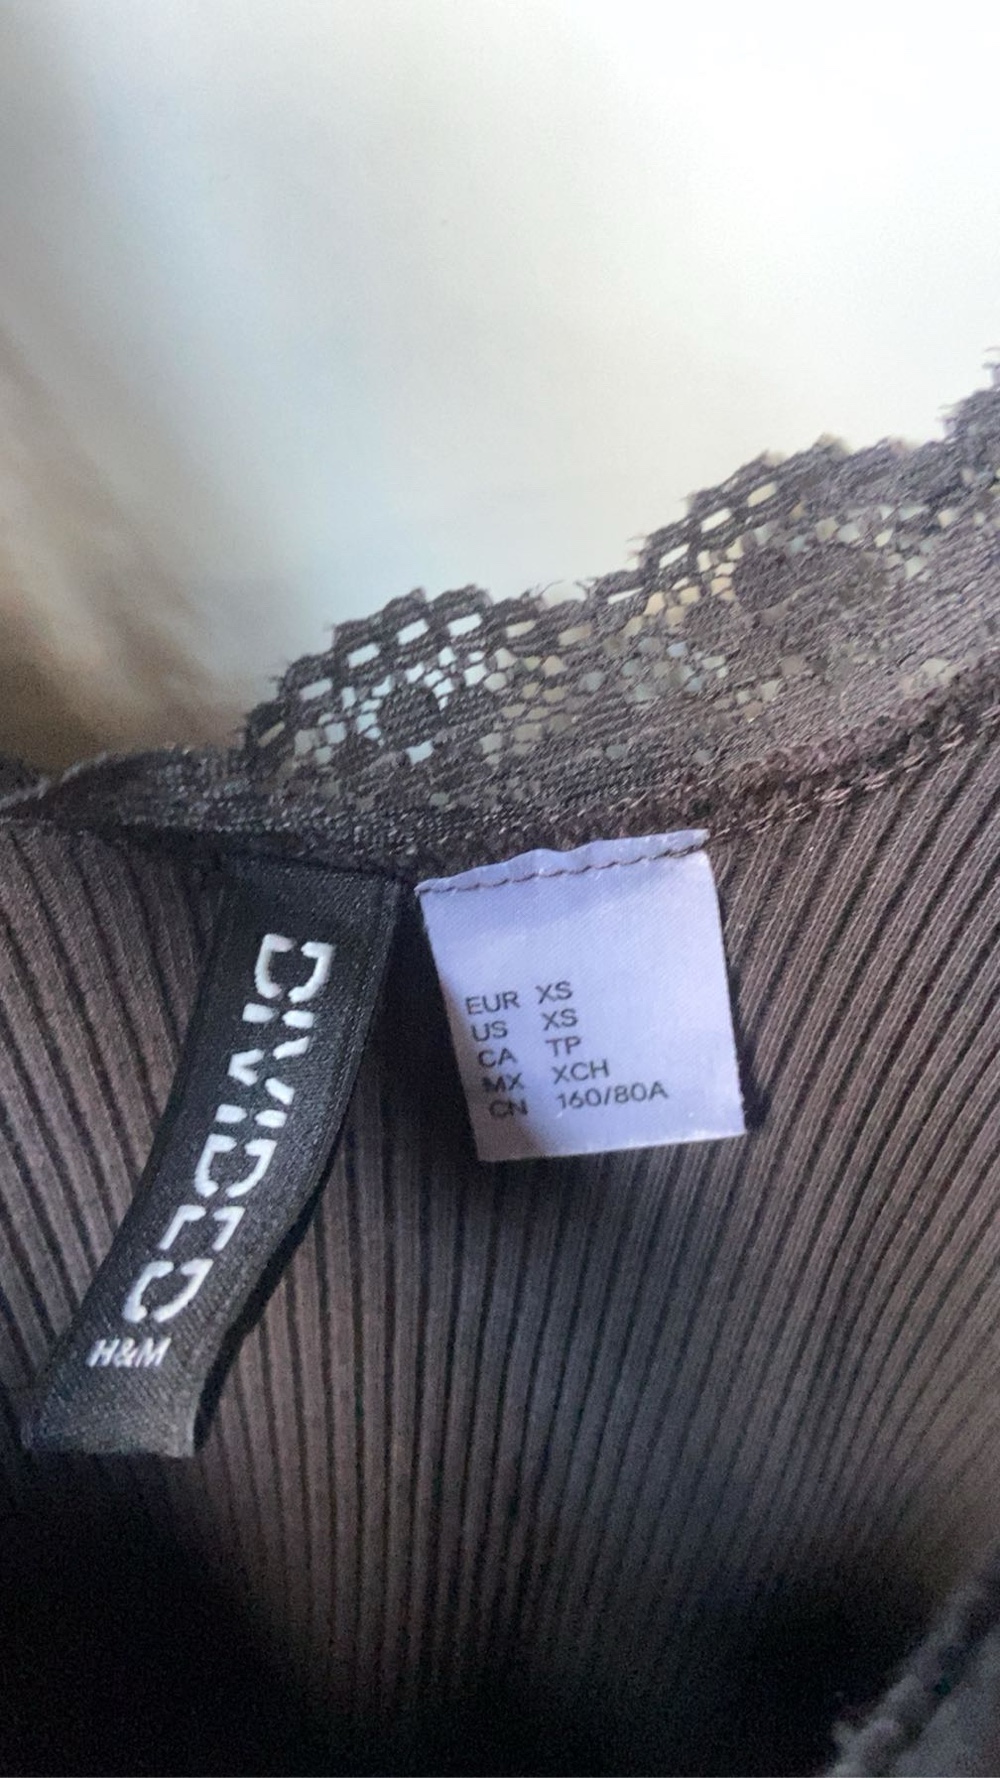 DIVIDED
H&M
EUR XS
US XS
CA TP
MX XCH
CN 160/80A